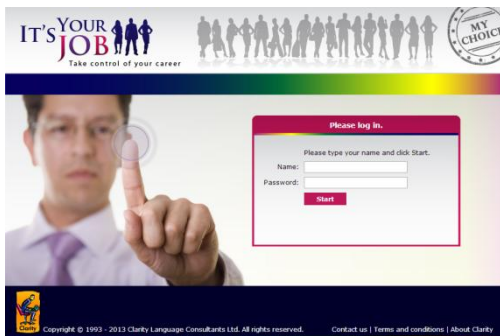 IT'S YOUR
JOB
Take control of your career
MY
CHOICE
Please log in.
Please type your name and click Start.
Name:
Password:
Start
Clarity
Copyright © 1993 - 2013 Clarity Language Consultants Ltd. All rights reserved.
Contact us | Terms and conditions | About Clarity